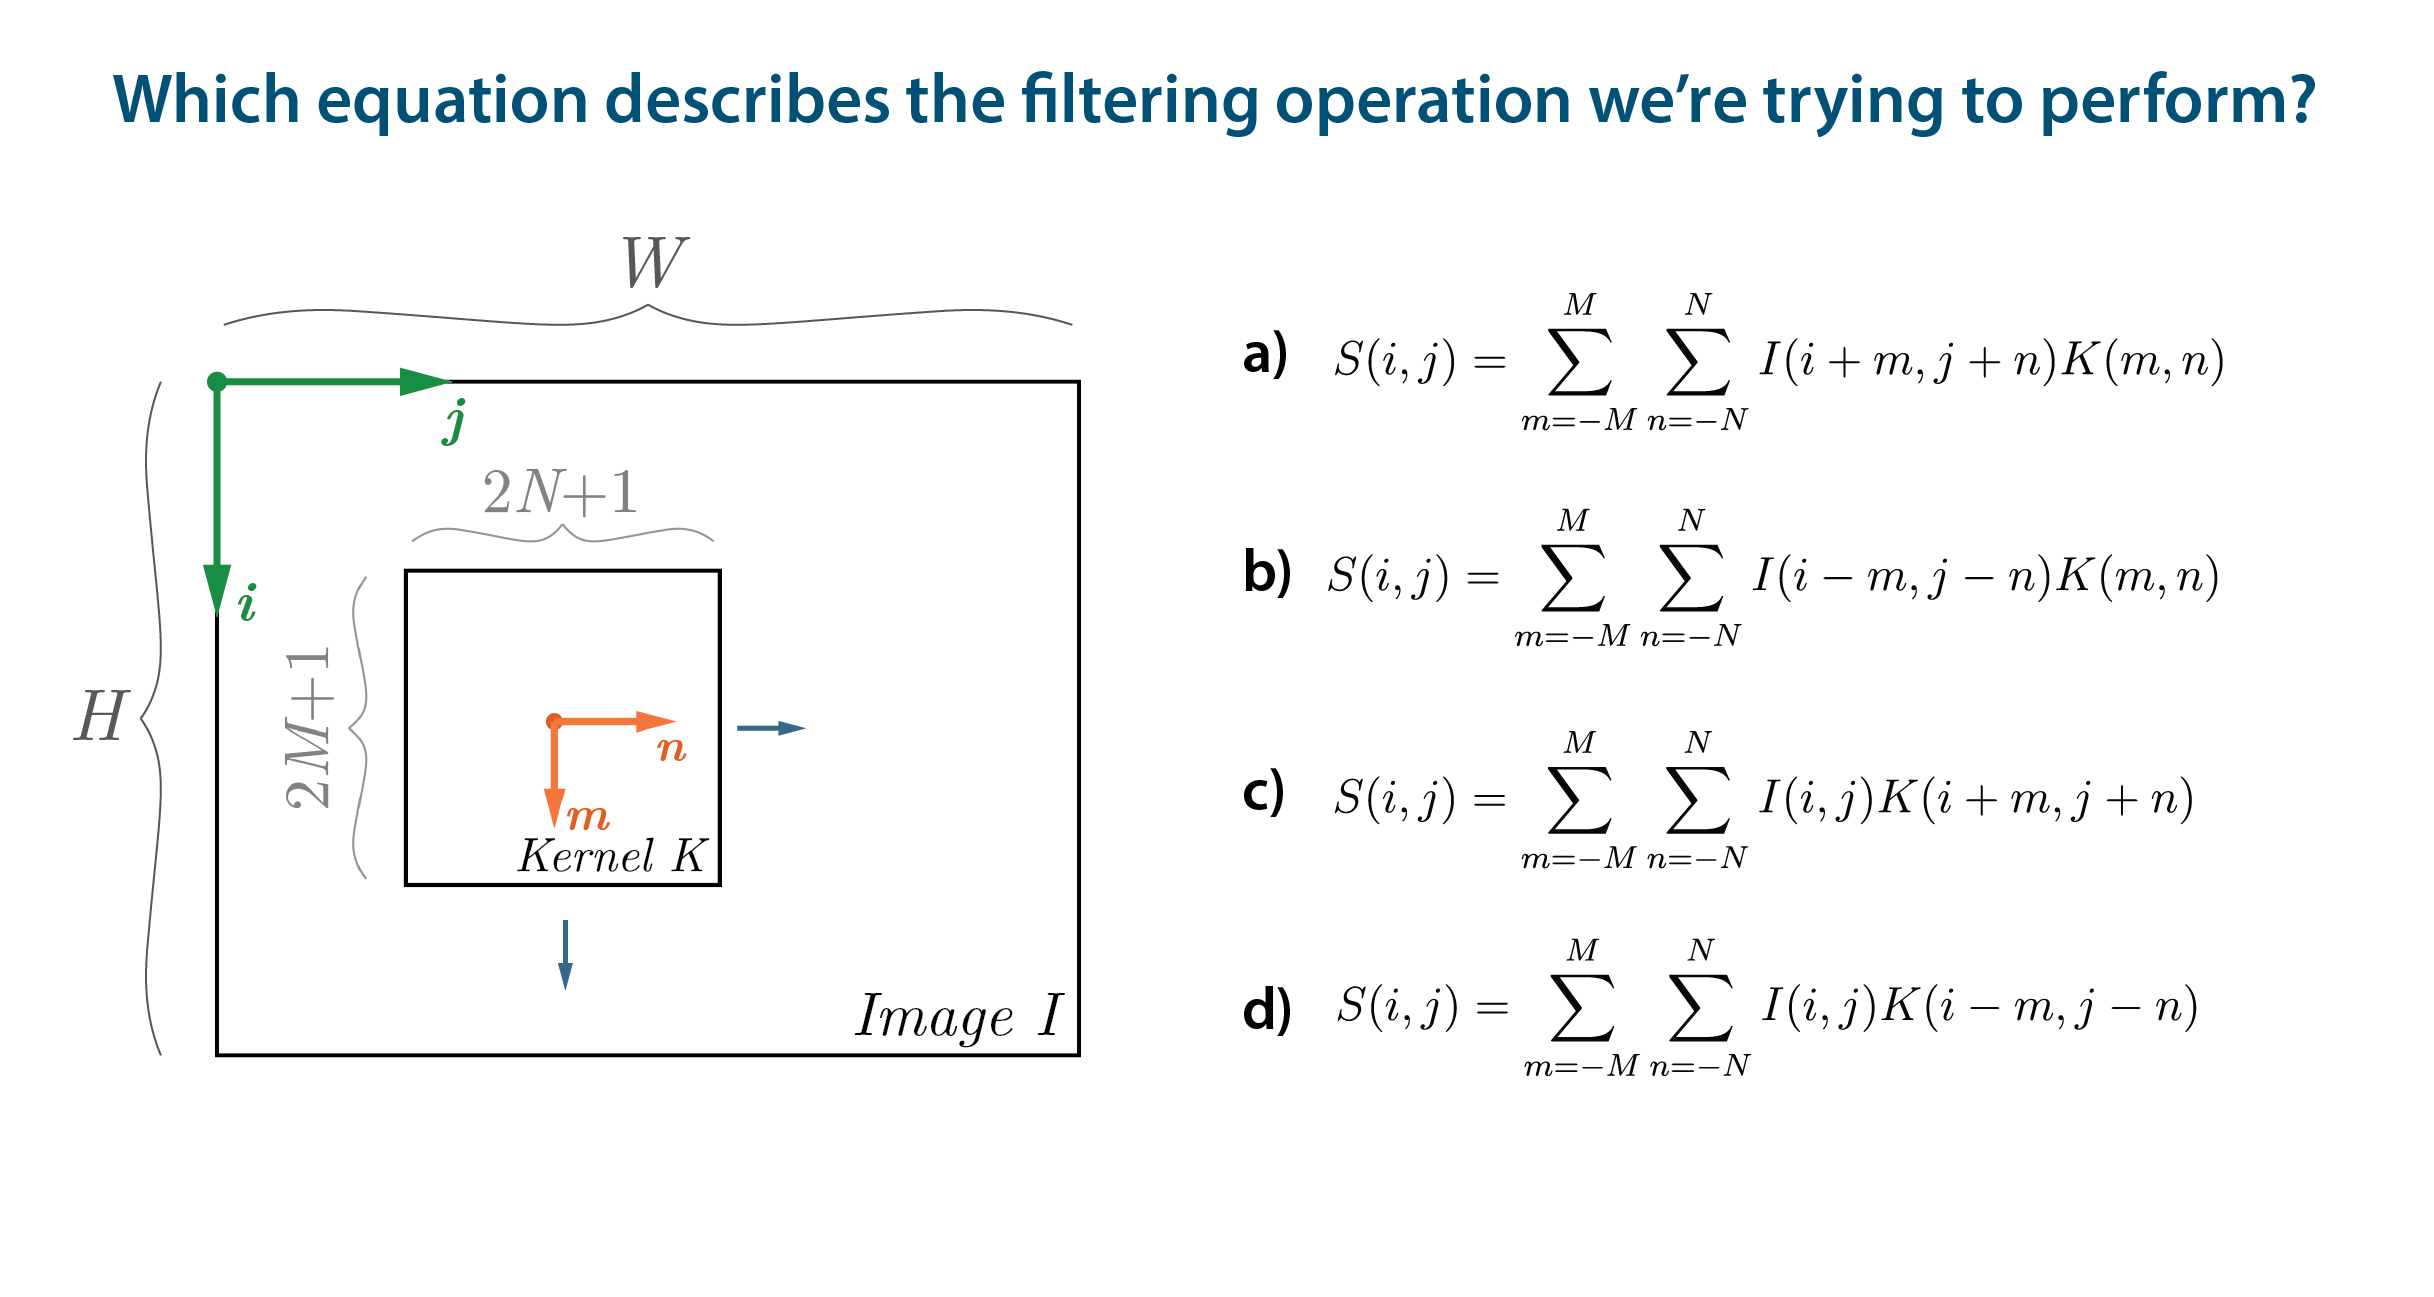 Which equation describes the filtering operation we're trying to perform?
W
j
i
H
2N+1
2M+1
n
m
Kernel K
Image I
a) S(i, j) = \sum_{m=-M}^{M} \sum_{n=-N}^{N} I(i + m, j + n)K(m, n)
b) S(i, j) = \sum_{m=-M}^{M} \sum_{n=-N}^{N} I(i − m, j − n)K(m, n)
c) S(i, j) = \sum_{m=-M}^{M} \sum_{n=-N}^{N} I(i, j)K(i + m, j + n)
d) S(i, j) = \sum_{m=-M}^{M} \sum_{n=-N}^{N} I(i, j)K(i − m, j − n)